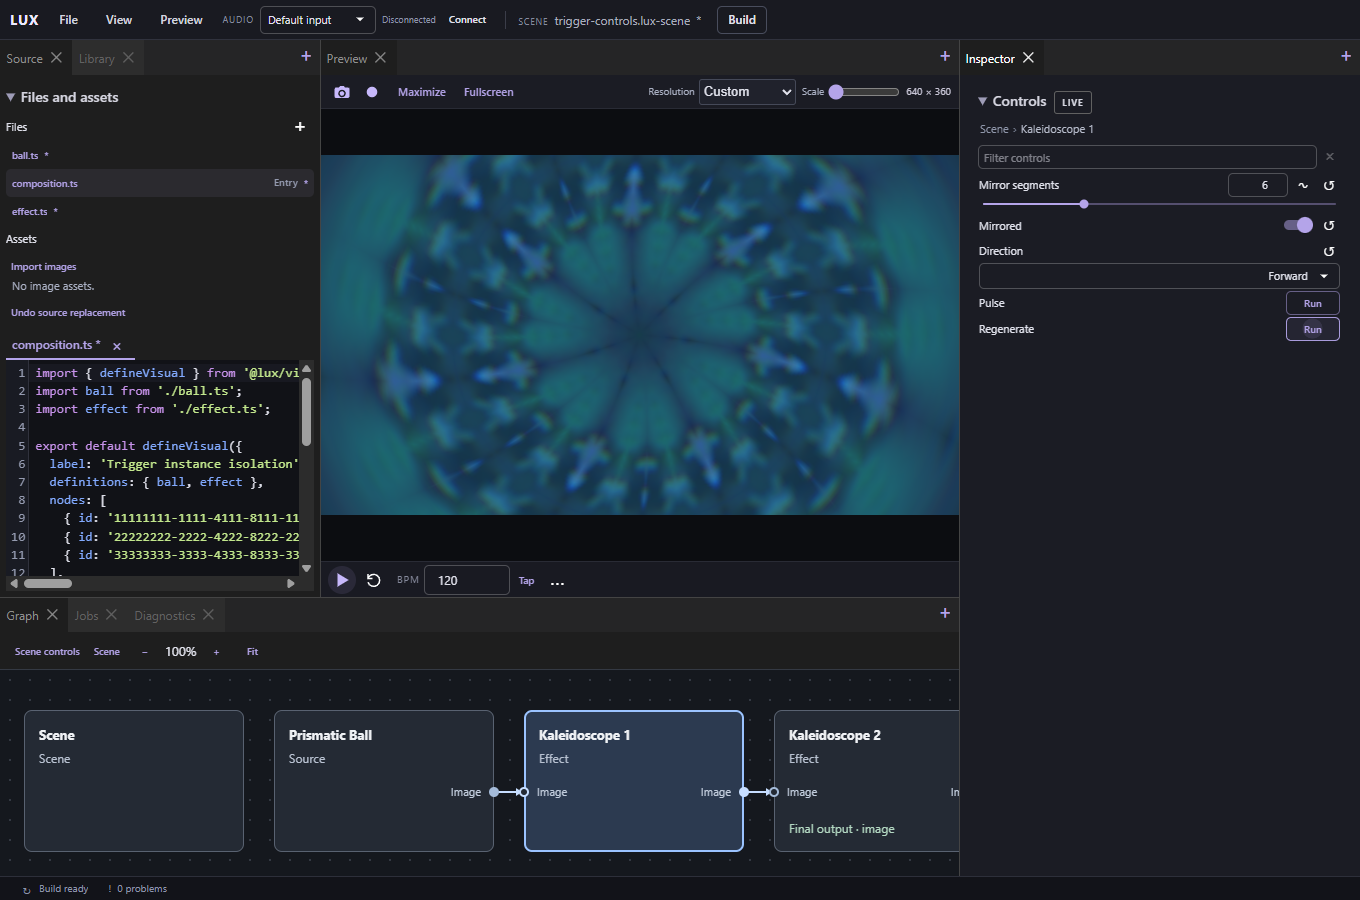 LUX File View Preview AUDIO Default input Disconnected Connect SCENE trigger-controls.lux-scene * Build
Source Library
Files and assets
Files
ball.ts *
composition.ts Entry *
effect.ts *
Assets
Import images
No image assets.
Undo source replacement
composition.ts *
1 import { defineVisual } from '@lux/vi
2 import ball from './ball.ts';
3 import effect from './effect.ts';
4
5 export default defineVisual({
6 label: 'Trigger instance isolation'
7 definitions: { ball, effect },
8 nodes: [
9 { id: '11111111-1111-4111-8111-11
10 { id: '22222222-2222-4222-8222-22
11 { id: '33333333-3333-4333-8333-33
12 ],
Preview
Maximize Fullscreen Resolution Custom Scale 640 × 360
BPM 120 Tap ...
Inspector
Controls LIVE
Scene › Kaleidoscope 1
Filter controls
Mirror segments 6
Mirrored
Direction
Forward
Pulse Run
Regenerate Run
Graph Jobs Diagnostics
Scene controls Scene − 100% + Fit
Scene
Scene
Prismatic Ball
Source
Image
Kaleidoscope 1
Effect
Image Image
Kaleidoscope 2
Effect
Image
Final output · image
Build ready ! 0 problems